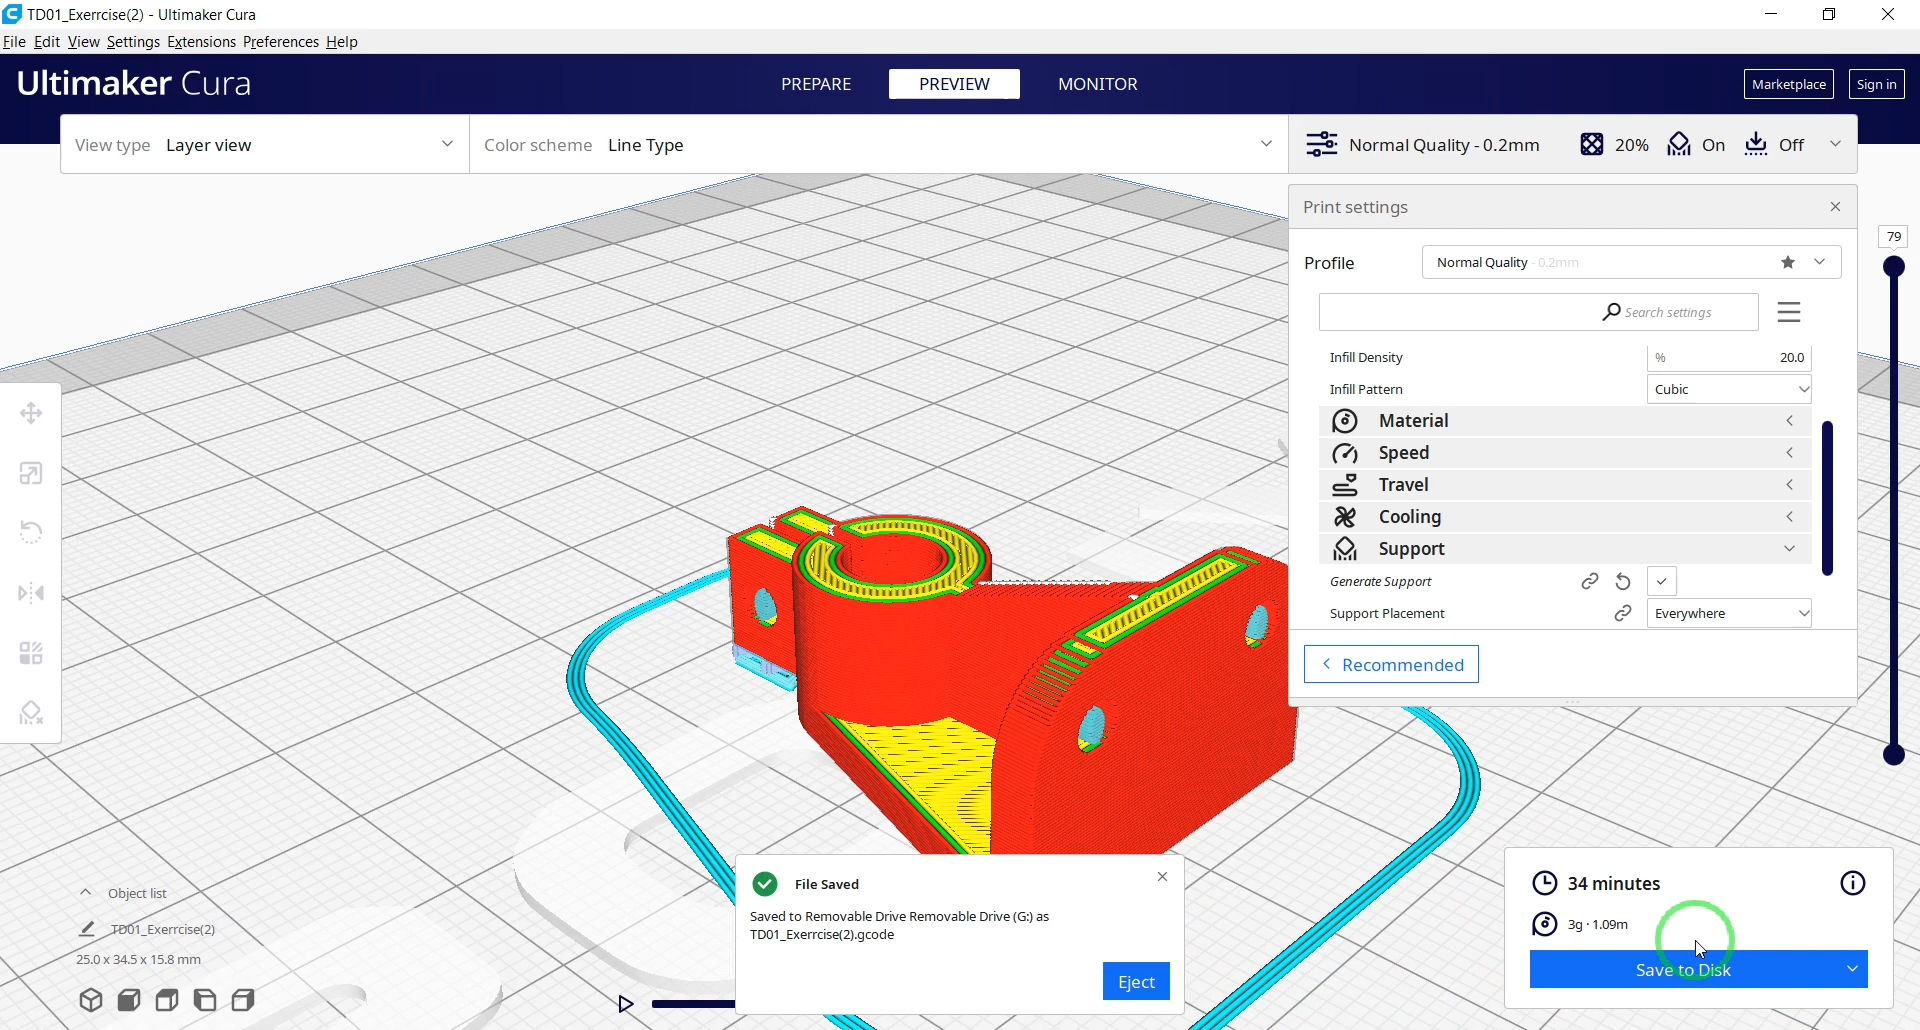 TD01_Exerrcise(2) - Ultimaker Cura
File Edit View Settings Extensions Preferences Help
Ultimaker Cura
PREPARE
PREVIEW
MONITOR
Marketplace
Sign in
View type Layer view
Color scheme Line Type
Normal Quality - 0.2mm
20%
On
Off
Print settings
79
Profile
Normal Quality - 0.2mm
Search settings
Infill Density
% 20.0
Infill Pattern
Cubic
Material
Speed
Travel
Cooling
Support
Generate Support
Support Placement
Everywhere
Recommended
Object list
TD01_Exerrcise(2)
25.0 x 34.5 x 15.8 mm
File Saved
Saved to Removable Drive Removable Drive (G:) as
TD01_Exerrcise(2).gcode
Eject
34 minutes
3g · 1.09m
Save to Disk